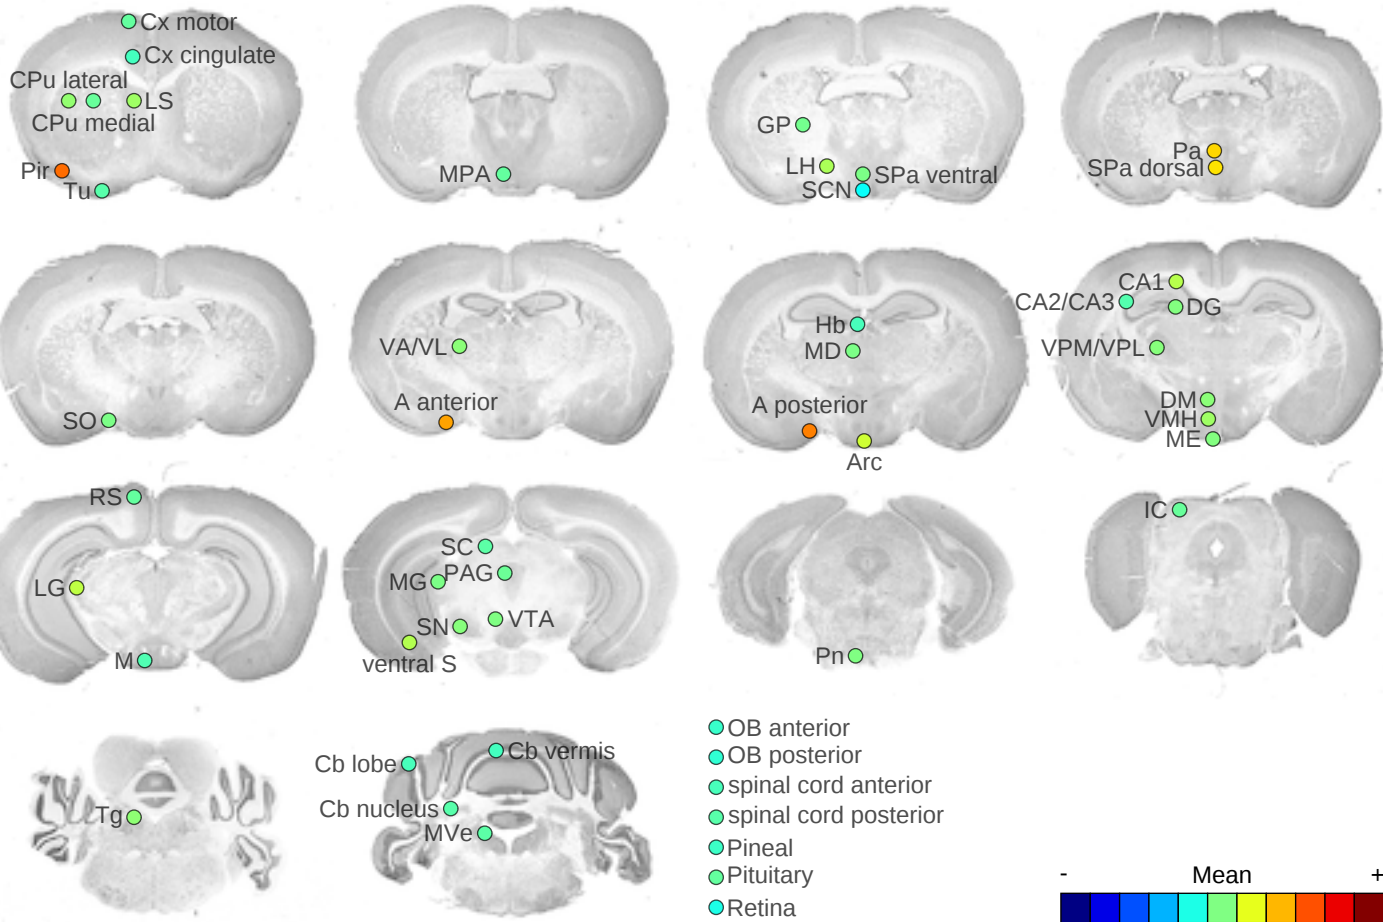 Cx motor
Cx cingulate
CPu lateral
LS
CPu medial
Pir
Tu
MPA
GP
LH
SPa ventral
SCN
Pa
SPa dorsal
SO
VA/VL
A anterior
Hb
MD
A posterior
Arc
CA1
CA2/CA3
DG
VPM/VPL
DM
VMH
ME
RS
LG
M
SC
MG
PAG
SN
VTA
ventral S
Pn
IC
Tg
Cb lobe
Cb vermis
Cb nucleus
MVe
OB anterior
OB posterior
spinal cord anterior
spinal cord posterior
Pineal
Pituitary
Retina
- Mean +